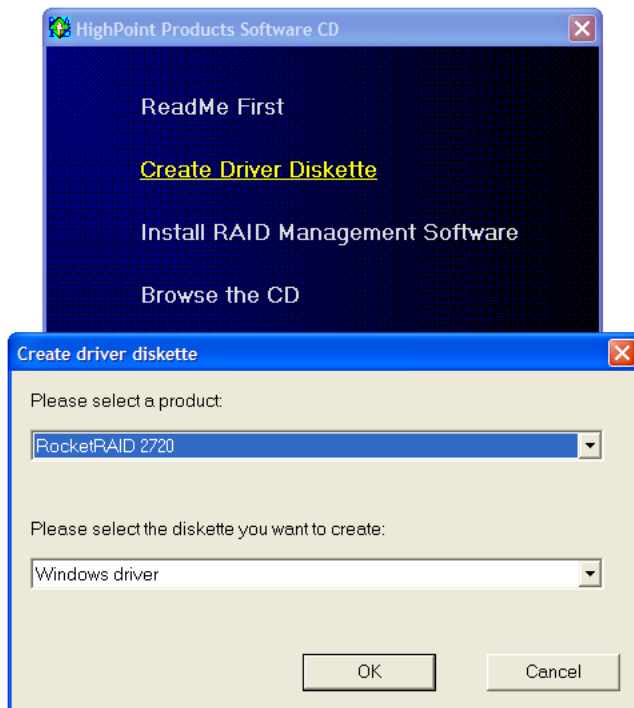 HighPoint Products Software CD
ReadMe First
Create Driver Diskette
Install RAID Management Software
Browse the CD
Create driver diskette
Please select a product:
RocketRAID 2720
Please select the diskette you want to create:
Windows driver
OK
Cancel